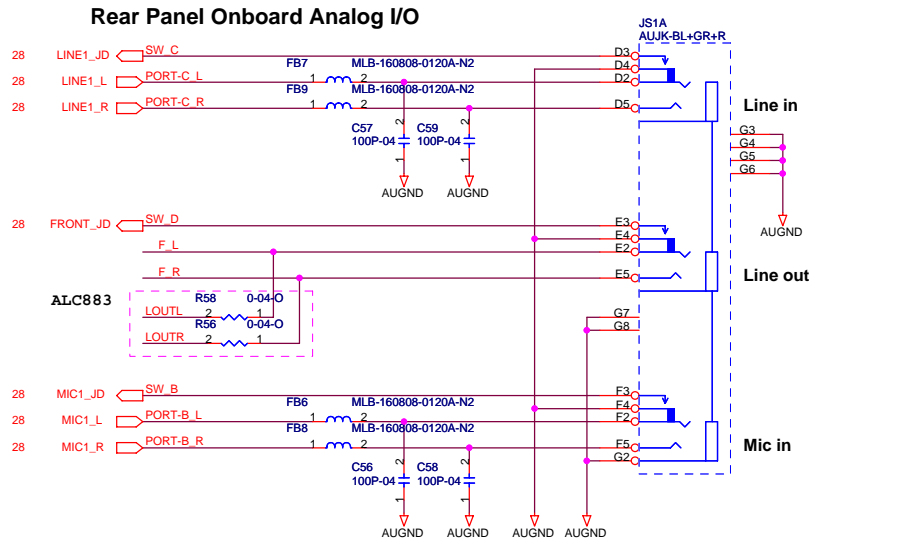 Rear Panel Onboard Analog I/O
JS1A
AUJK-BL+GR+R
28 LINE1_JD SW_C D3
D4
FB7 MLB-160808-0120A-N2
28 LINE1_L PORT-C_L 1 2 D2
FB9 MLB-160808-0120A-N2
28 LINE1_R PORT-C_R 1 2 D5
Line in
C57 2 C59 2
100P-04 100P-04
1 1
AUGND AUGND
G3
G4
G5
G6
AUGND
28 FRONT_JD SW_D E3
E4
F_L E2
F_R E5
Line out
ALC883
R58 0-04-O
LOUTL 2 1
R56 0-04-O
LOUTR 2 1
G7
G8
28 MIC1_JD SW_B F3
F4
FB6 MLB-160808-0120A-N2
28 MIC1_L PORT-B_L 1 2 F2
FB8 MLB-160808-0120A-N2
28 MIC1_R PORT-B_R 1 2 F5
Mic in
G2
C56 2 C58 2
100P-04 100P-04
1 1
AUGND AUGND AUGND AUGND